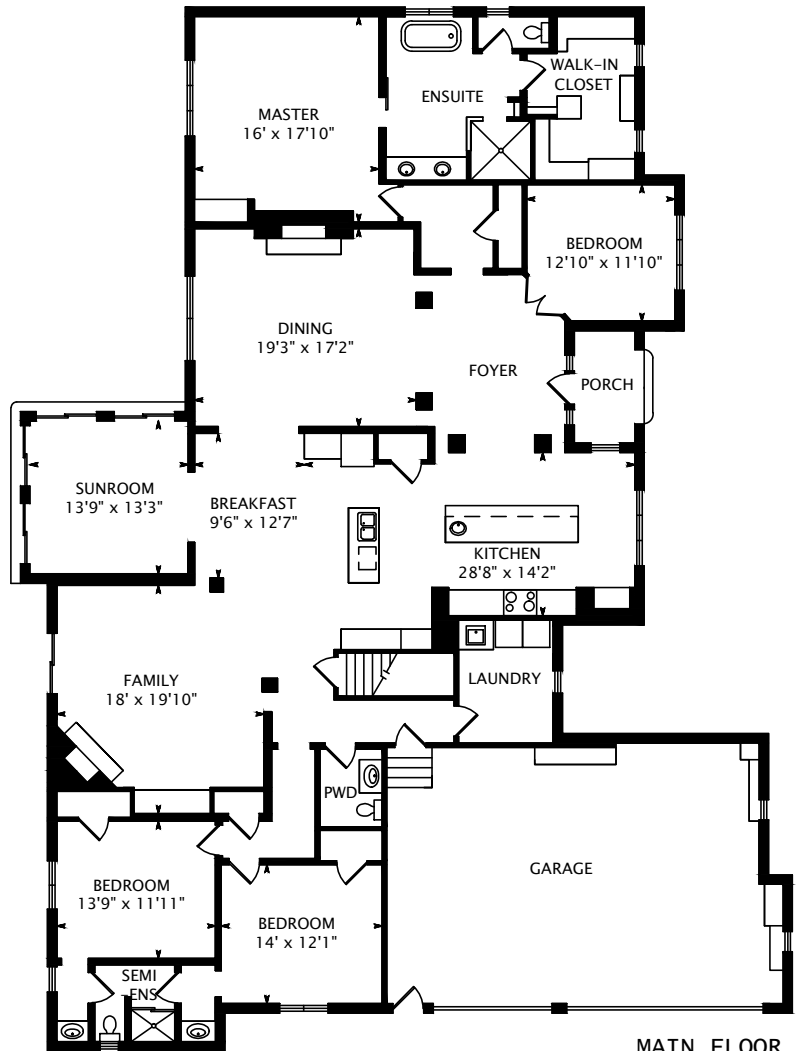 WALK-IN
CLOSET
ENSUITE
MASTER
16' x 17'10"
BEDROOM
12'10" x 11'10"
DINING
19'3" x 17'2"
FOYER
PORCH
SUNROOM
13'9" x 13'3"
BREAKFAST
9'6" x 12'7"
KITCHEN
28'8" x 14'2"
FAMILY
18' x 19'10"
LAUNDRY
PWD
GARAGE
BEDROOM
13'9" x 11'11"
BEDROOM
14' x 12'1"
SEMI
ENS
MAIN FLOOR